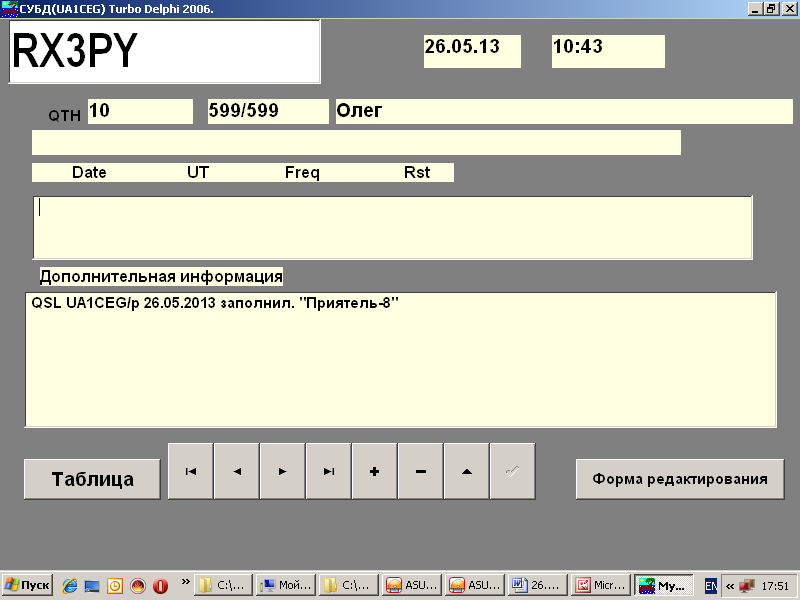 СУБД(UA1CEG) Turbo Delphi 2006.
RX3PY
26.05.13 10:43
QTH 10 599/599 Олег
Date UT Freq Rst
Дополнительная информация
QSL UA1CEG/p 26.05.2013 заполнил. "Приятель-8"
Таблица
Форма редактирования
Пуск » C:\... Мой... C:\... ASU... ASU... 26.... Micr... My... EN « 17:51